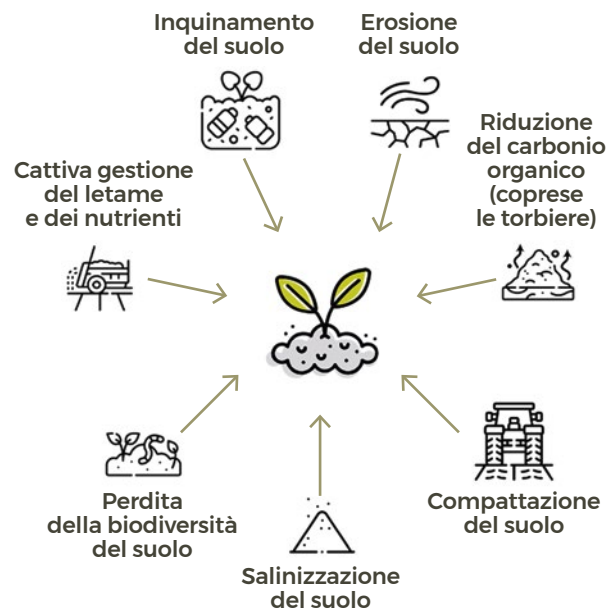 Inquinamento
del suolo
Erosione
del suolo
Riduzione
del carbonio
organico
(coprese
le torbiere)
Cattiva gestione
del letame
e dei nutrienti
Perdita
della biodiversità
del suolo
Compattazione
del suolo
Salinizzazione
del suolo